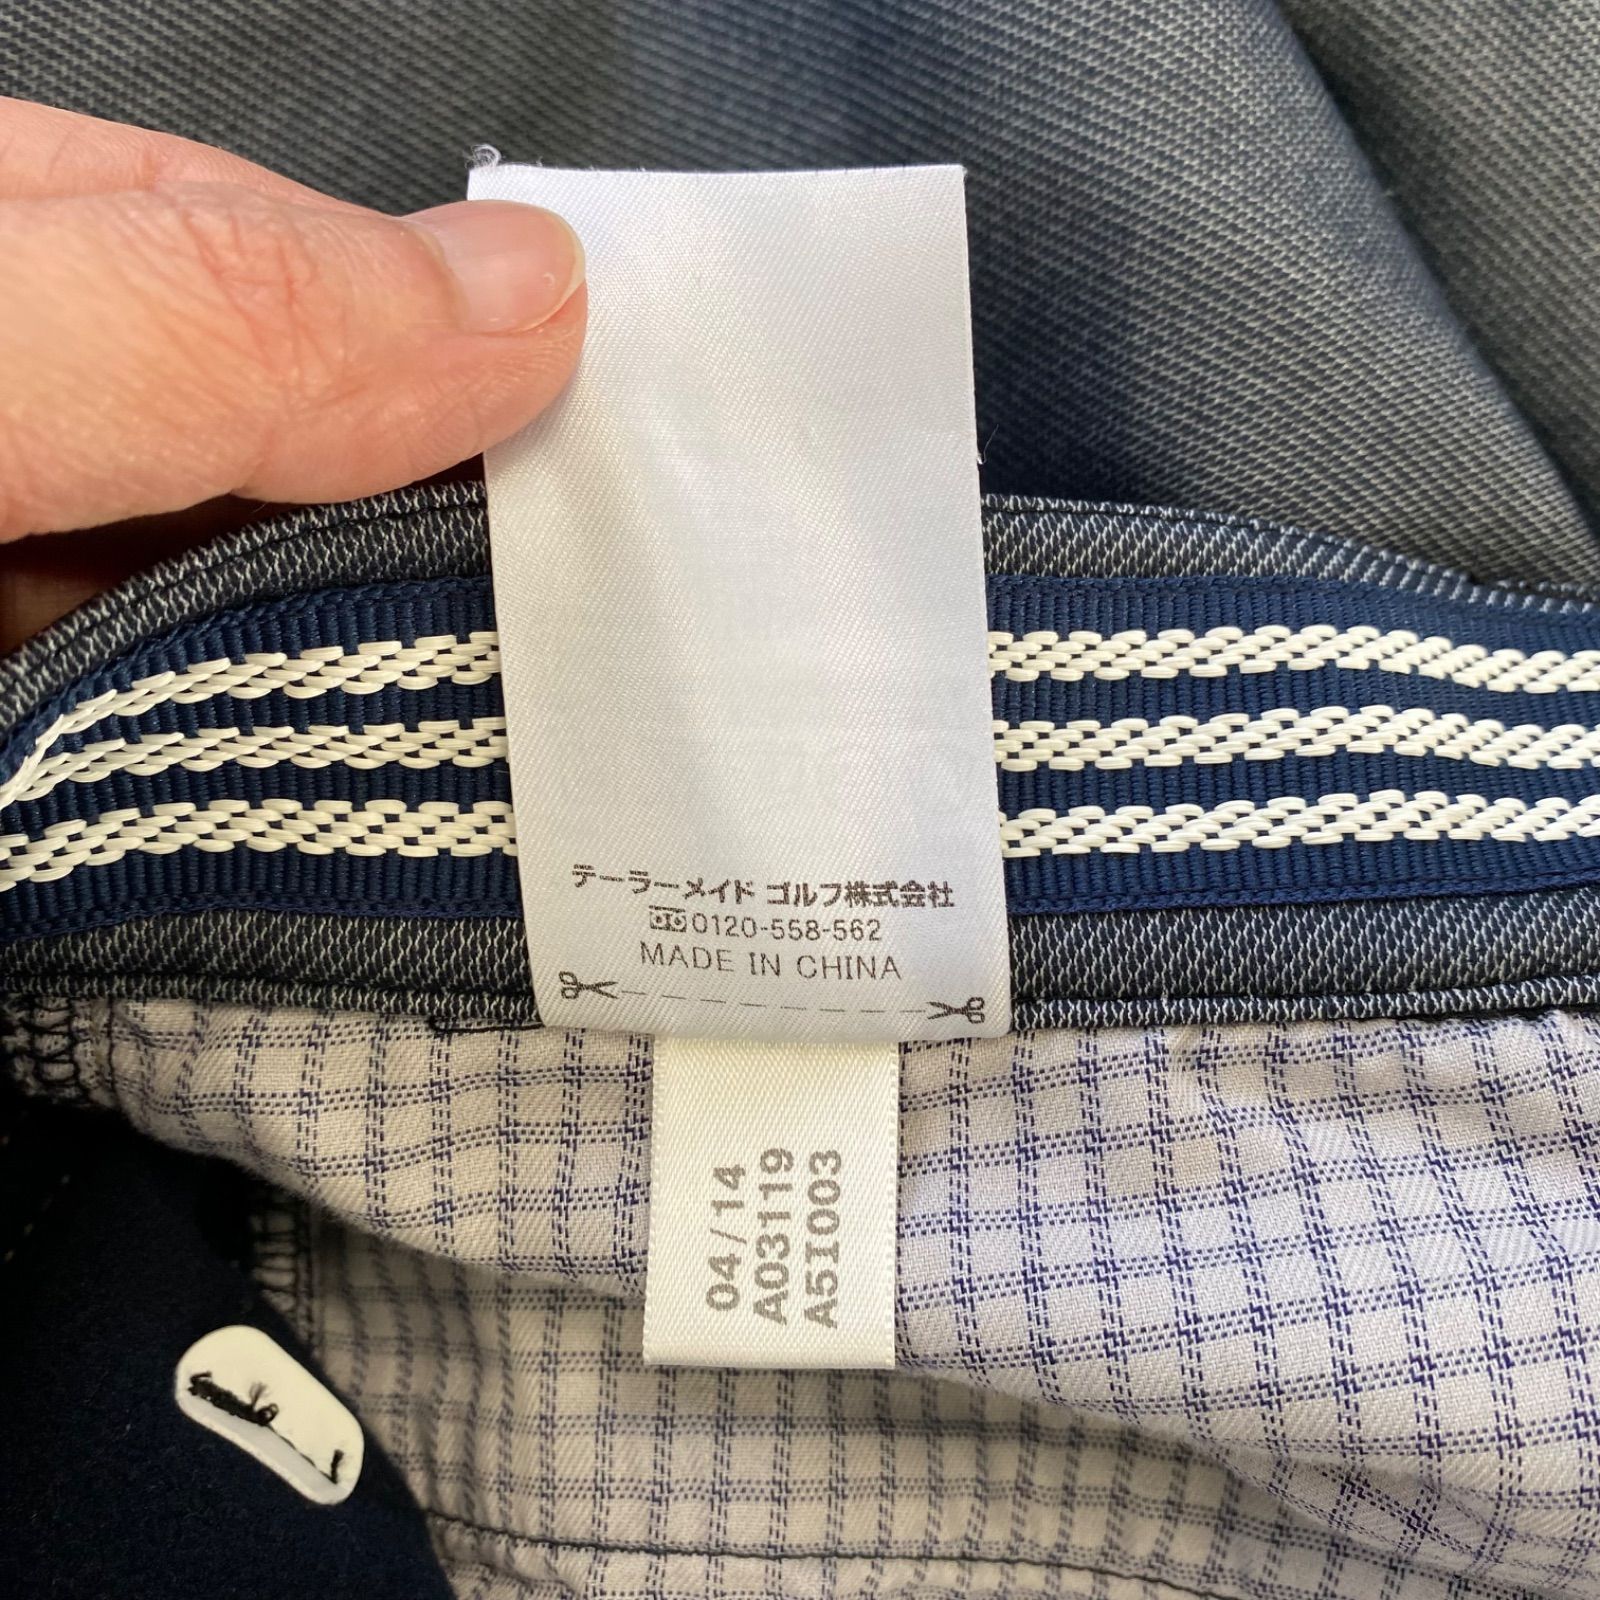 テーラーメイド ゴルフ株式会社
0120-558-562
MADE IN CHINA
04/14
A03119
A5I003